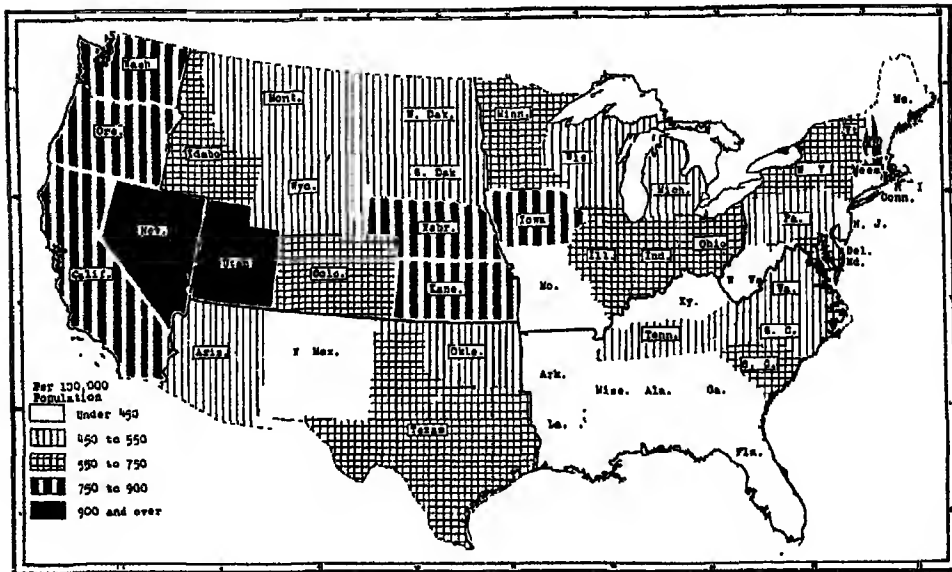 Wash
Mont.
N. Dak.
Minn.
Me.
Ore.
Idaho
Wis
V.
N Y
Mass
Wyo.
S. Dak
Mich.
R I
Conn.
Iowa
Pa.
Nev.
Nebr.
N. J.
Utah
Ill.
Ind.
Ohio
Del.
Calif.
Colo.
Kans.
Mo.
W V
Md.
Va.
Ky.
Ariz
N Mex.
Okla.
Tenn.
N. C.
S. C.
Ark.
Miss.
Ala.
Ga.
La.
Texas
Fla.
Per 100,000
Population
Under 450
450 to 550
550 to 750
750 to 900
900 and over